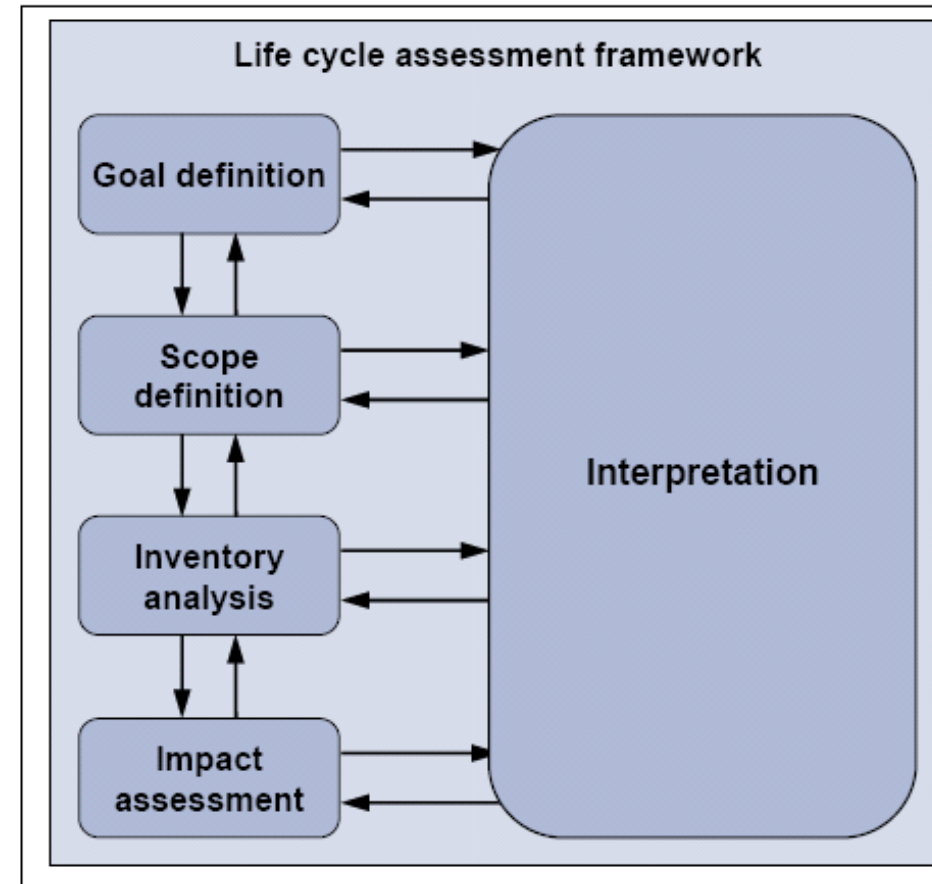 Life cycle assessment framework
Goal definition
Scope
definition
Inventory
analysis
Impact
assessment
Interpretation